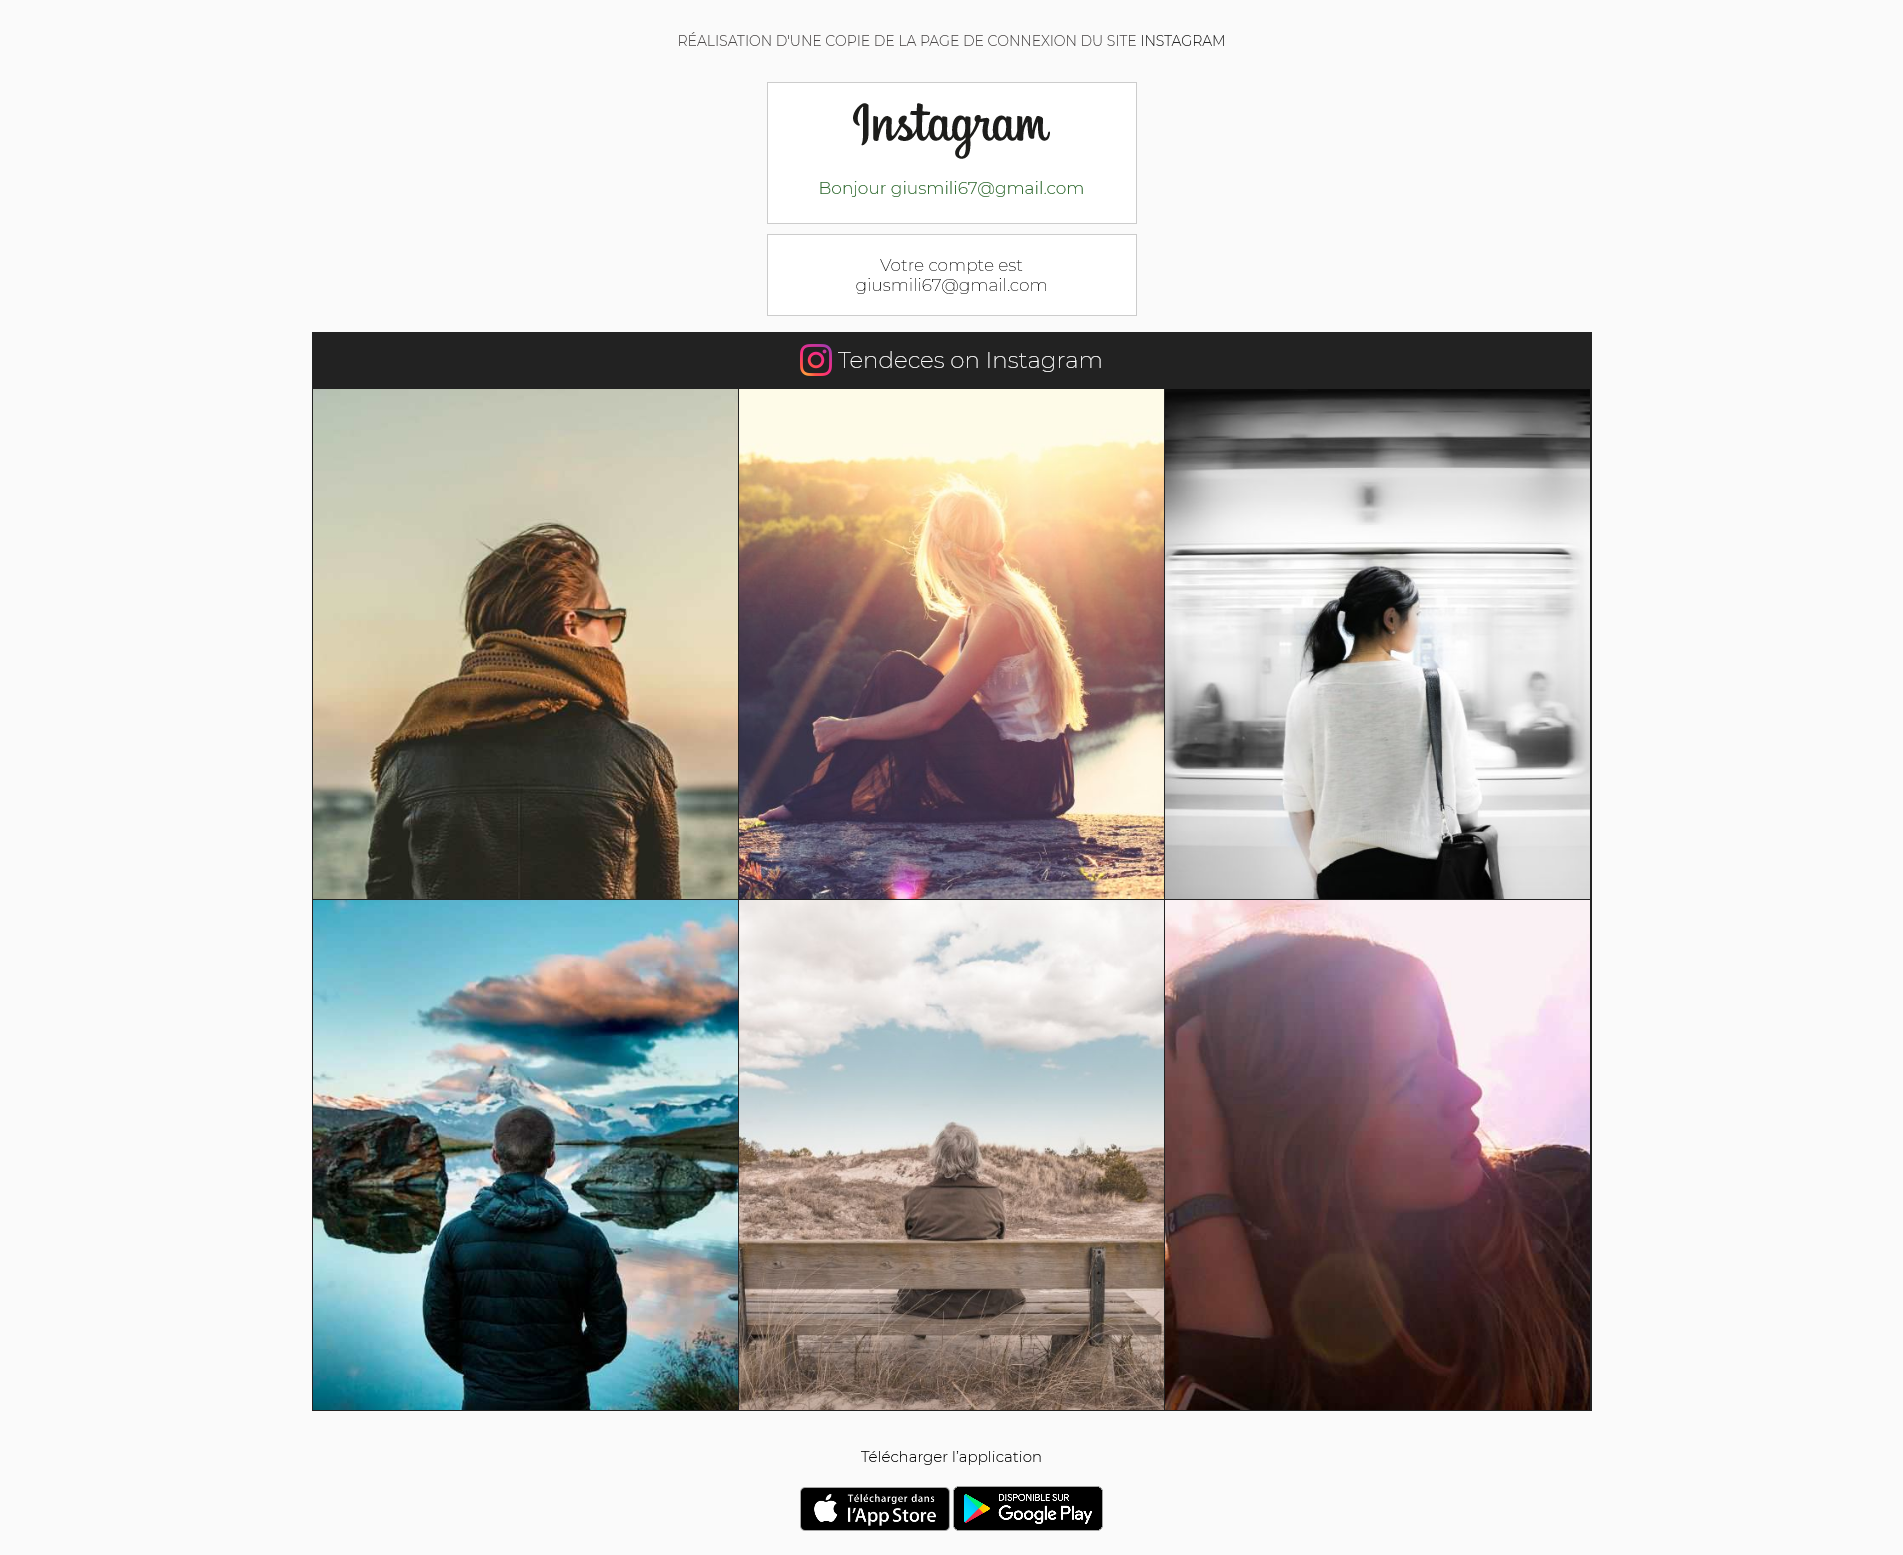 RÉALISATION D'UNE COPIE DE LA PAGE DE CONNEXION DU SITE INSTAGRAM
Instagram
Bonjour giusmili67@gmail.com
Votre compte est
giusmili67@gmail.com
Tendeces on Instagram
Télécharger l'application
Télécharger dans
l'App Store
DISPONIBLE SUR
Google Play